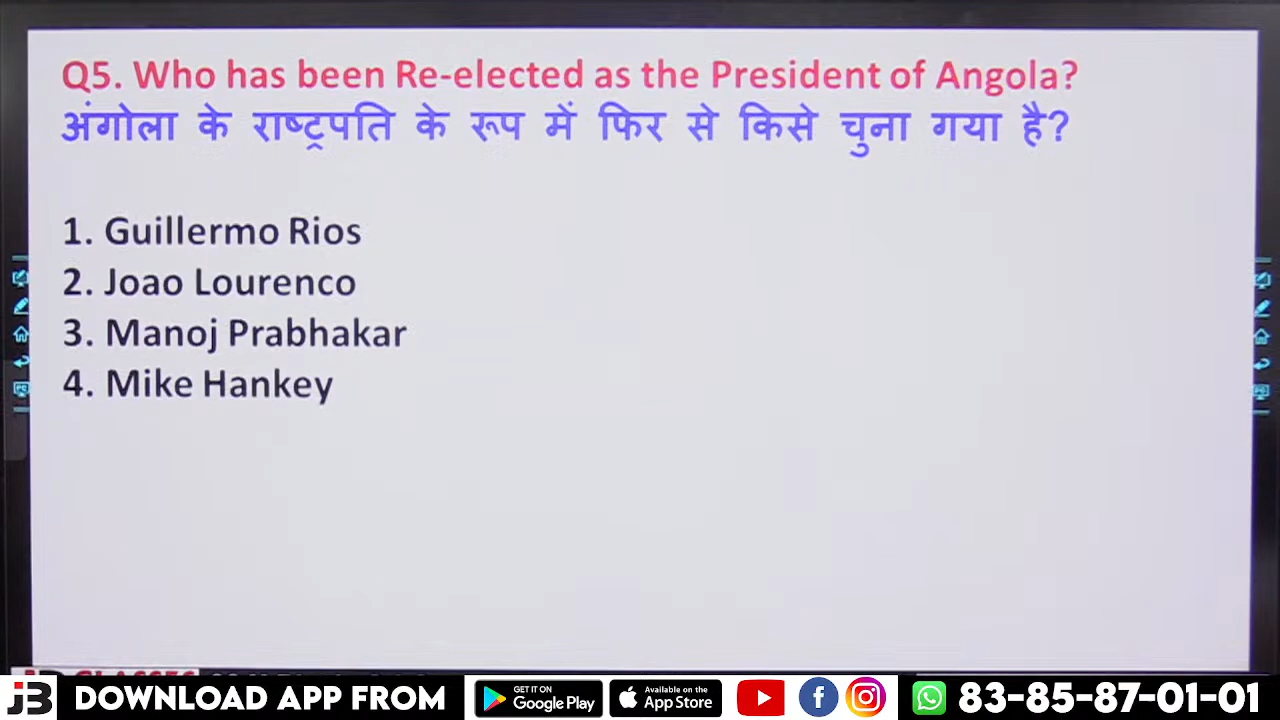 Q5. Who has been Re-elected as the President of Angola?
अंगोला के राष्ट्रपति के रूप में फिर से किसे चुना गया है?
1. Guillermo Rios
2. Joao Lourenco
3. Manoj Prabhakar
4. Mike Hankey
JB DOWNLOAD APP FROM GET IT ON Google Play Available on the App Store 83-85-87-01-01